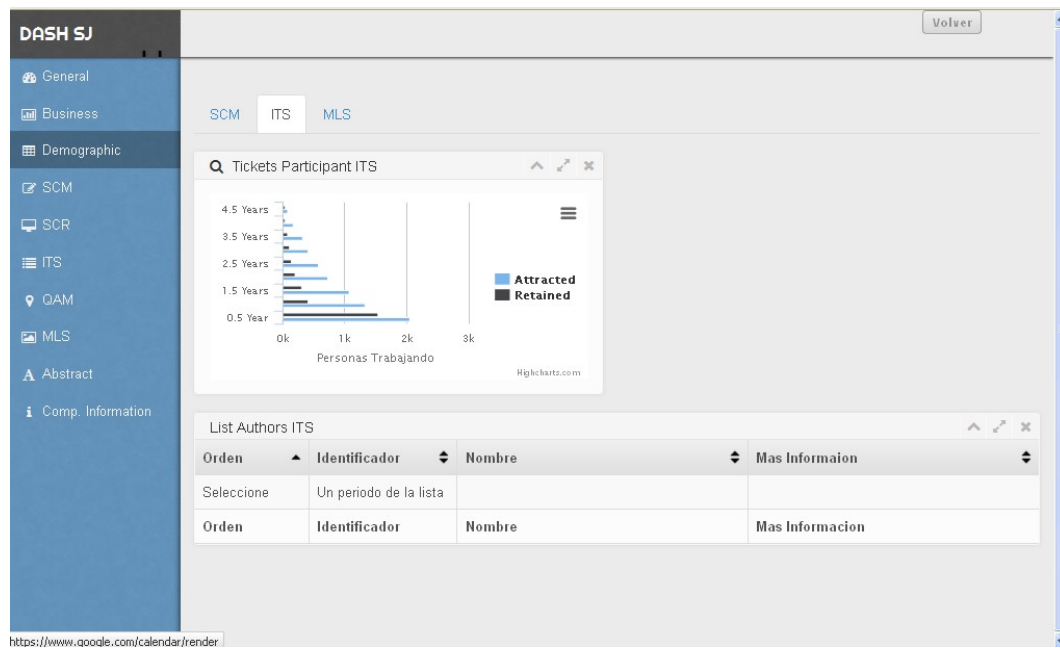 DASH SJ
Volver
General
Business
Demographic
SCM
SCR
ITS
QAM
MLS
Abstract
Comp. Information
SCM ITS MLS
Tickets Participant ITS
4.5 Years
3.5 Years
2.5 Years
1.5 Years
0.5 Year
0k 1k 2k 3k
Personas Trabajando
Attracted
Retained
Highcharts.com
List Authors ITS
Orden Identificador Nombre Mas Informaion
Seleccione Un periodo de la lista
Orden Identificador Nombre Mas Informacion
https://www.google.com/calendar/render